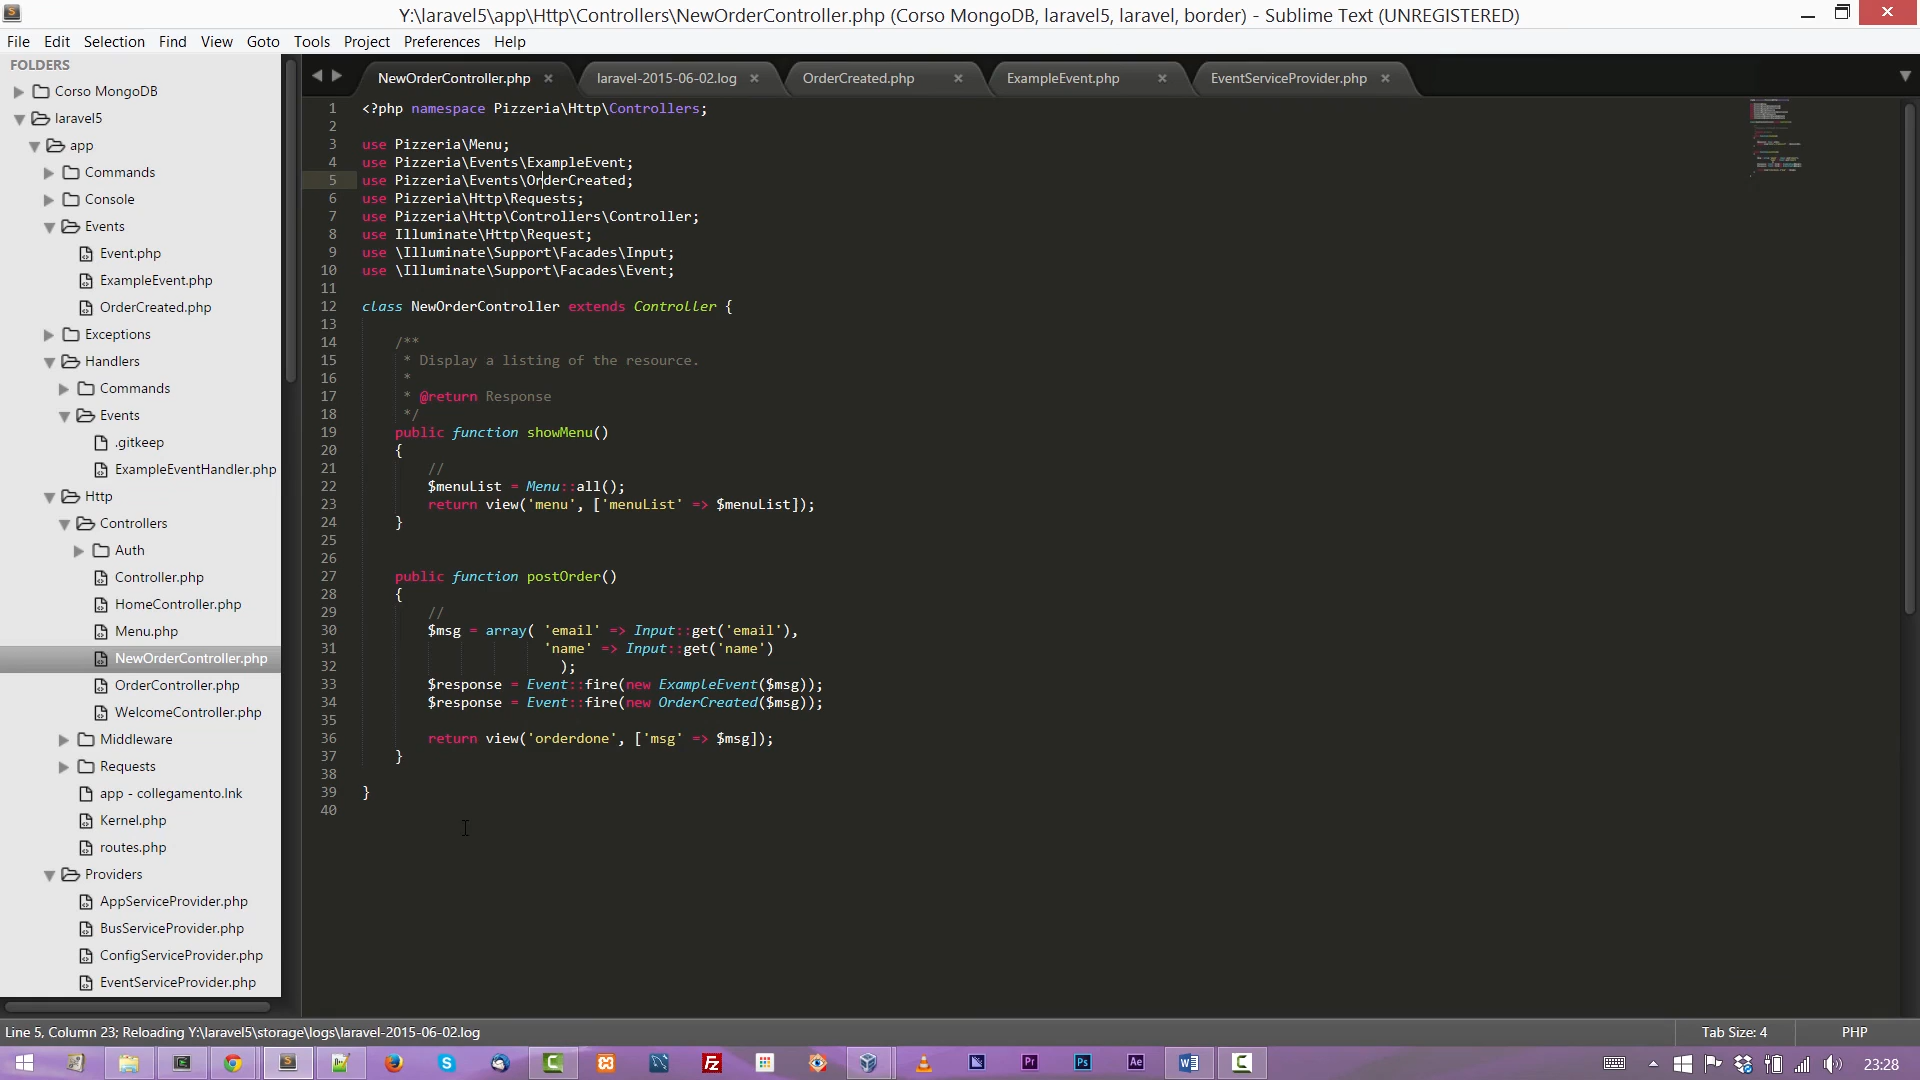 Y:\laravel5\app\Http\Controllers\NewOrderController.php (Corso MongoDB, laravel5, laravel, border) - Sublime Text (UNREGISTERED)
File Edit Selection Find View Goto Tools Project Preferences Help
FOLDERS
Corso MongoDB
laravel5
app
Commands
Console
Events
Event.php
ExampleEvent.php
OrderCreated.php
Exceptions
Handlers
Commands
Events
.gitkeep
ExampleEventHandler.php
Http
Controllers
Auth
Controller.php
HomeController.php
Menu.php
NewOrderController.php
OrderController.php
WelcomeController.php
Middleware
Requests
app - collegamento.lnk
Kernel.php
routes.php
Providers
AppServiceProvider.php
BusServiceProvider.php
ConfigServiceProvider.php
EventServiceProvider.php
NewOrderController.php laravel-2015-06-02.log OrderCreated.php ExampleEvent.php EventServiceProvider.php
1 <?php namespace Pizzeria\Http\Controllers;
2
3 use Pizzeria\Menu;
4 use Pizzeria\Events\ExampleEvent;
5 use Pizzeria\Events\OrderCreated;
6 use Pizzeria\Http\Requests;
7 use Pizzeria\Http\Controllers\Controller;
8 use Illuminate\Http\Request;
9 use \Illuminate\Support\Facades\Input;
10 use \Illuminate\Support\Facades\Event;
11
12 class NewOrderController extends Controller {
13
14 /**
15 * Display a listing of the resource.
16 *
17 * @return Response
18 */
19 public function showMenu()
20 {
21 //
22 $menuList = Menu::all();
23 return view('menu', ['menuList' => $menuList]);
24 }
25
26
27 public function postOrder()
28 {
29 //
30 $msg = array( 'email' => Input::get('email'),
31 'name' => Input::get('name')
32 );
33 $response = Event::fire(new ExampleEvent($msg));
34 $response = Event::fire(new OrderCreated($msg));
35
36 return view('orderdone', ['msg' => $msg]);
37 }
38
39 }
40
Line 5, Column 23; Reloading Y:\laravel5\storage\logs\laravel-2015-06-02.log
Tab Size: 4 PHP
23:28